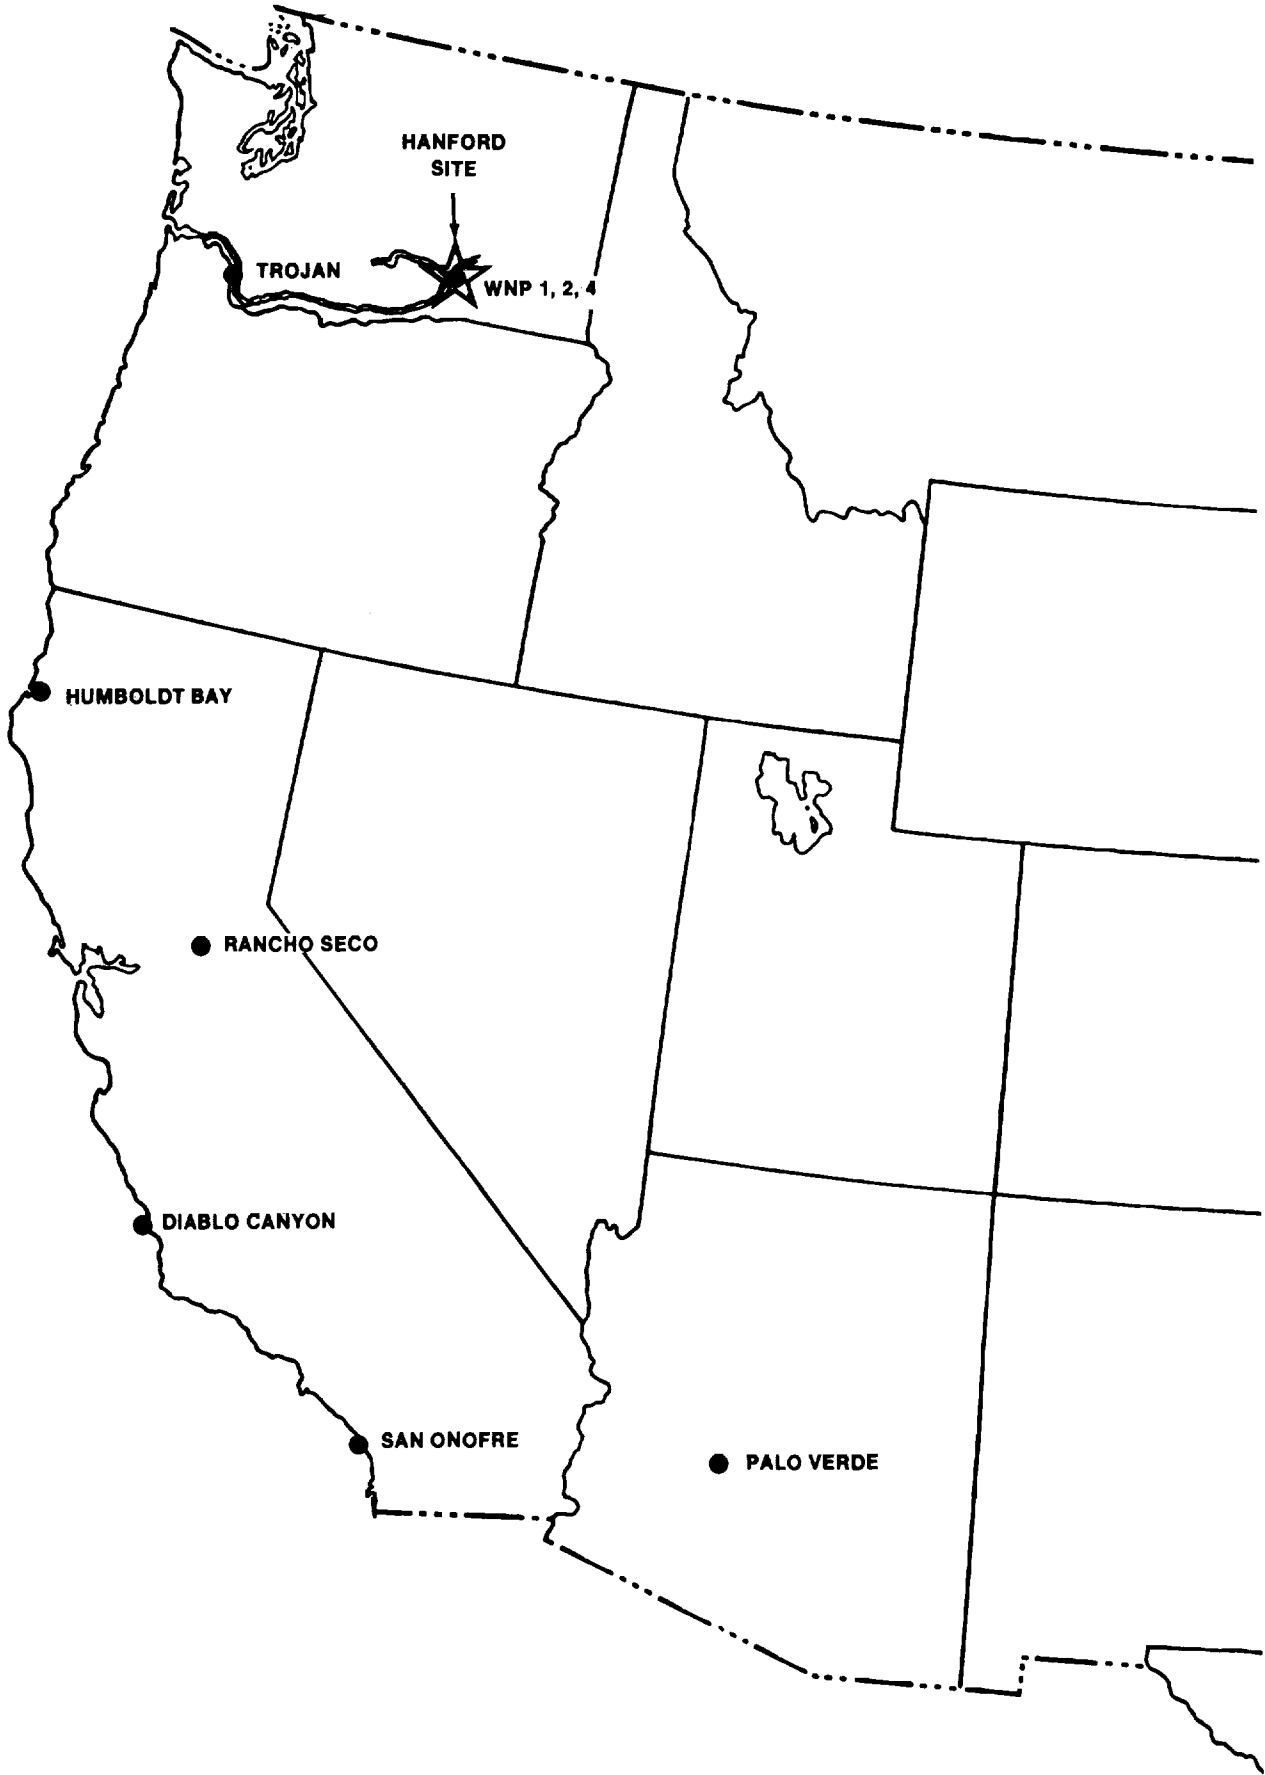 HANFORD
SITE
TROJAN
WNP 1, 2, 4
HUMBOLDT BAY
RANCHO SECO
DIABLO CANYON
SAN ONOFRE
PALO VERDE